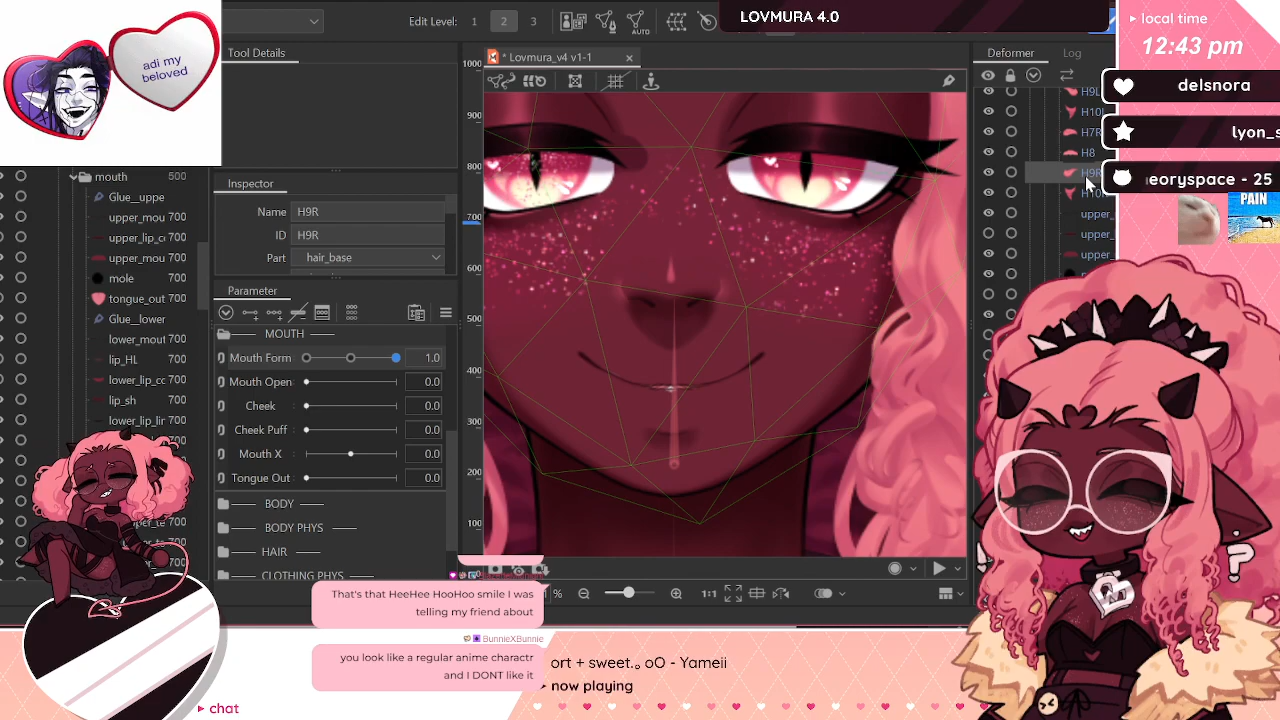 adi my
beloved
Edit Level:
1
2
3
AUTO
LOVMURA 4.0
local time
12:43 pm
delsnora
lyon_s
eoryspace - 25
PAIN
Tool Details
* Lovmura_v4 v1-1
Deformer
Log
1000
900
800
700
600
500
400
300
200
100
H9L
H10L
H7R
H8
H9R
H10R
upper_
upper_
upper_
mouth 500
Glue_uppe
upper_mou 700
upper_lip_cc 700
upper_mou 700
mole 700
tongue_out 700
Glue_lower
lower_mout 700
lip_HL 700
lower_lip_cc 700
lip_sh 700
lower_lip_lir 700
Inspector
Name
H9R
ID
H9R
Part
hair_base
Parameter
MOUTH
Mouth Form 1.0
Mouth Open 0.0
Cheek 0.0
Cheek Puff 0.0
Mouth X 0.0
Tongue Out 0.0
BODY
BODY PHYS
HAIR
CLOTHING PHYS
%
1:1
That's that HeeHee HooHoo smile I was
telling my friend about
BunnieXBunnie
you look like a regular anime charactr
and I DONT like it
chat
ort + sweet.｡ oO - Yameii
now playing